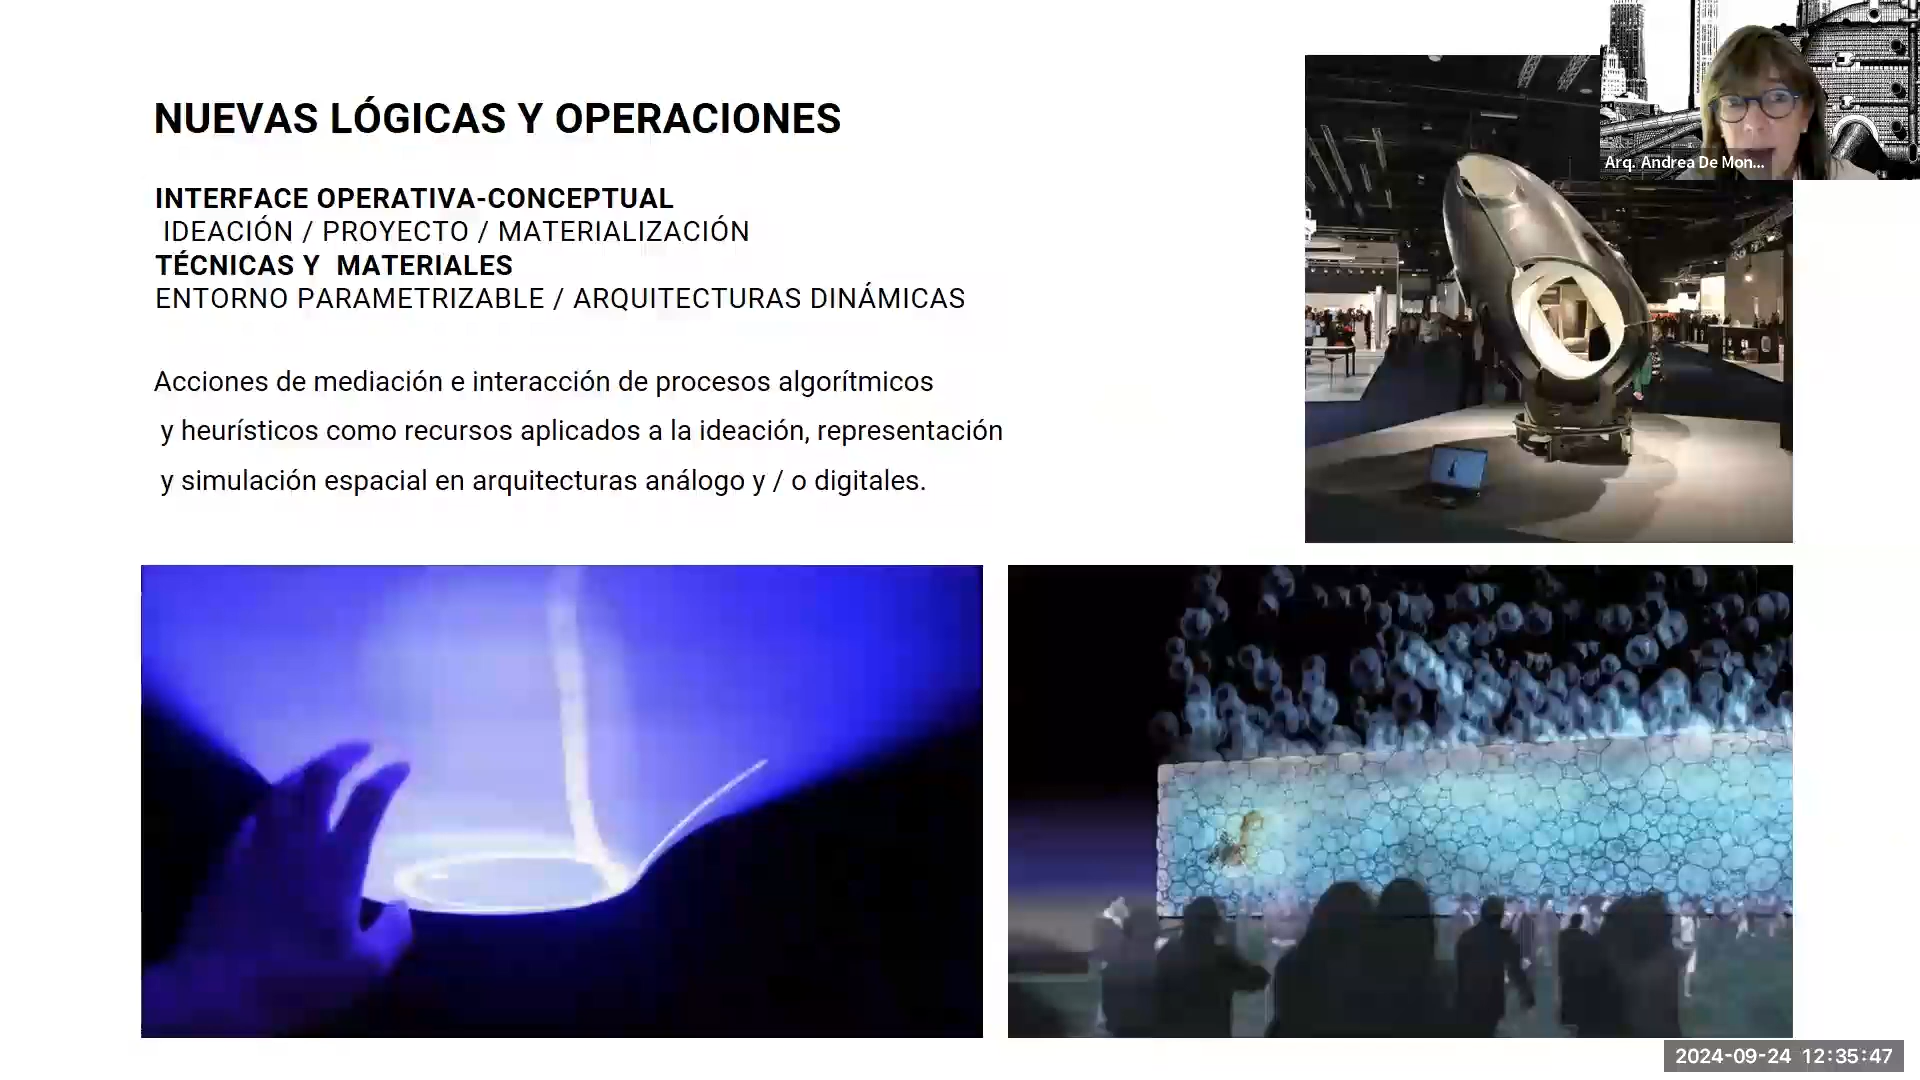 NUEVAS LÓGICAS Y OPERACIONES
INTERFACE OPERATIVA-CONCEPTUAL
IDEACIÓN / PROYECTO / MATERIALIZACIÓN
TÉCNICAS Y MATERIALES
ENTORNO PARAMETRIZABLE / ARQUITECTURAS DINÁMICAS
Acciones de mediación e interacción de procesos algorítmicos
y heurísticos como recursos aplicados a la ideación, representación
y simulación espacial en arquitecturas análogo y / o digitales.
Arq. Andrea De Mon...
2024-09-24 12:35:47